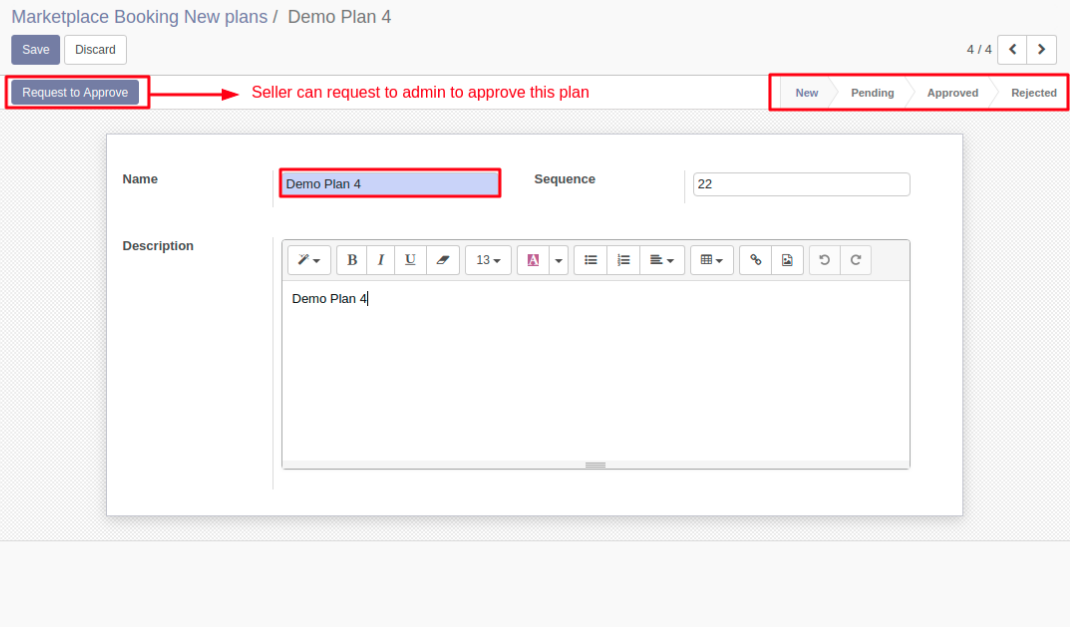 Marketplace Booking New plans / Demo Plan 4
Save Discard 4 / 4
Request to Approve Seller can request to admin to approve this plan New Pending Approved Rejected
Name Demo Plan 4 Sequence 22
Description
B I U 13 A
Demo Plan 4